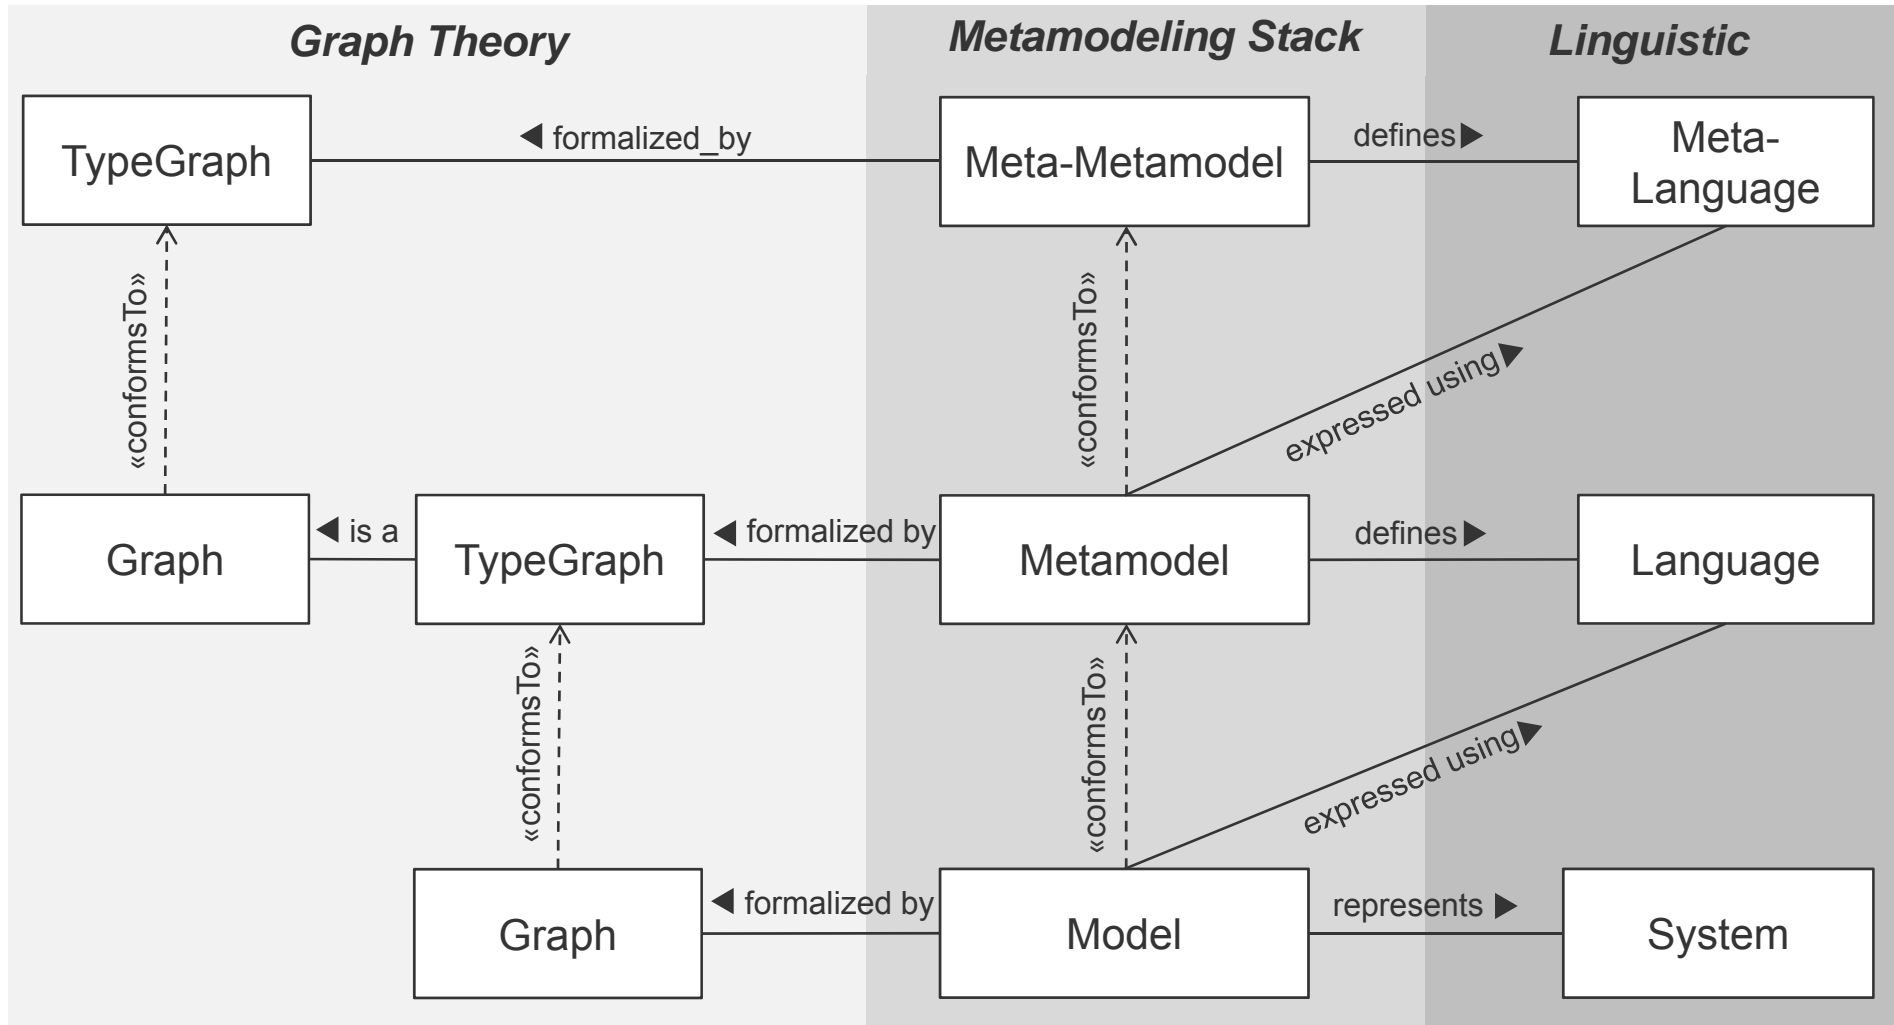 Graph Theory
Metamodeling Stack
Linguistic
TypeGraph
◀ formalized_by
Meta-Metamodel
defines ▶
Meta-
Language
«conformsTo»
«conformsTo»
expressed using ▶
Graph
◀ is a
TypeGraph
◀ formalized by
Metamodel
defines ▶
Language
«conformsTo»
«conformsTo»
expressed using ▶
Graph
◀ formalized by
Model
represents ▶
System